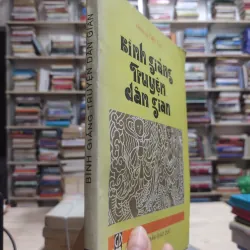 Bình giảng
Truyện
dân gian
BÌNH GIẢNG TRUYỆN DÂN GIAN